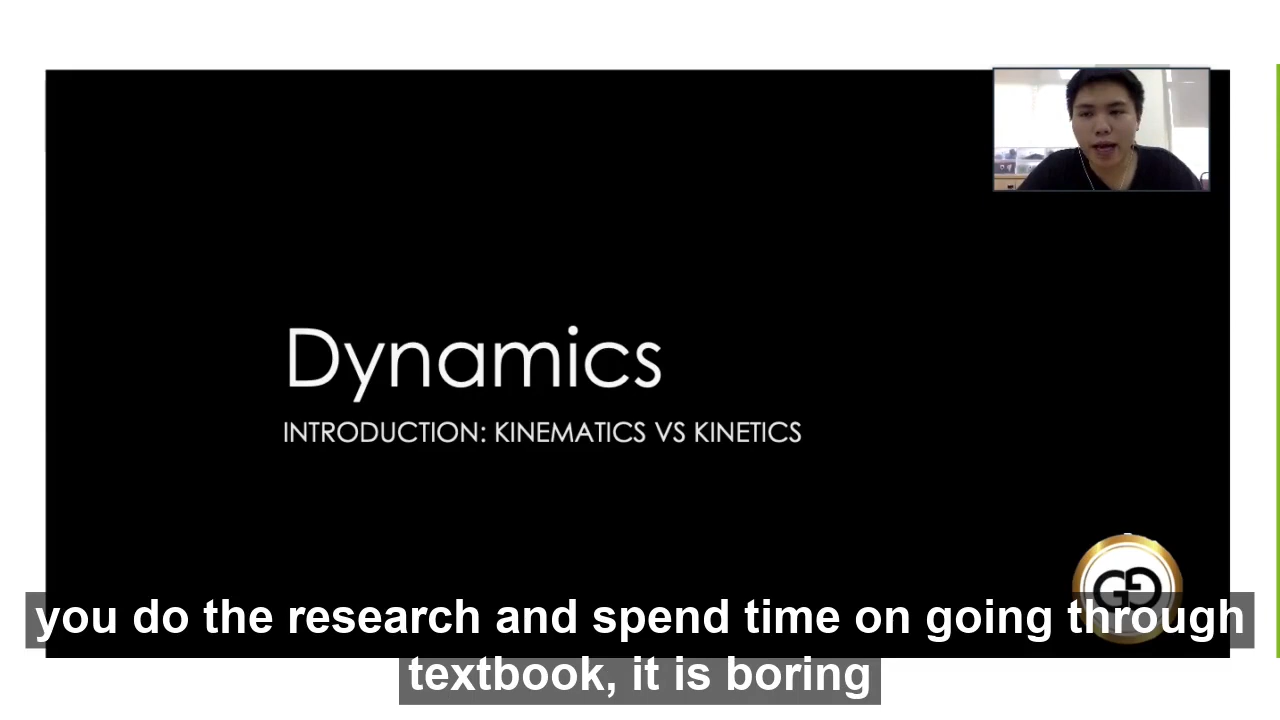 Dynamics
INTRODUCTION: KINEMATICS VS KINETICS
GG
you do the research and spend time on going through
textbook, it is boring